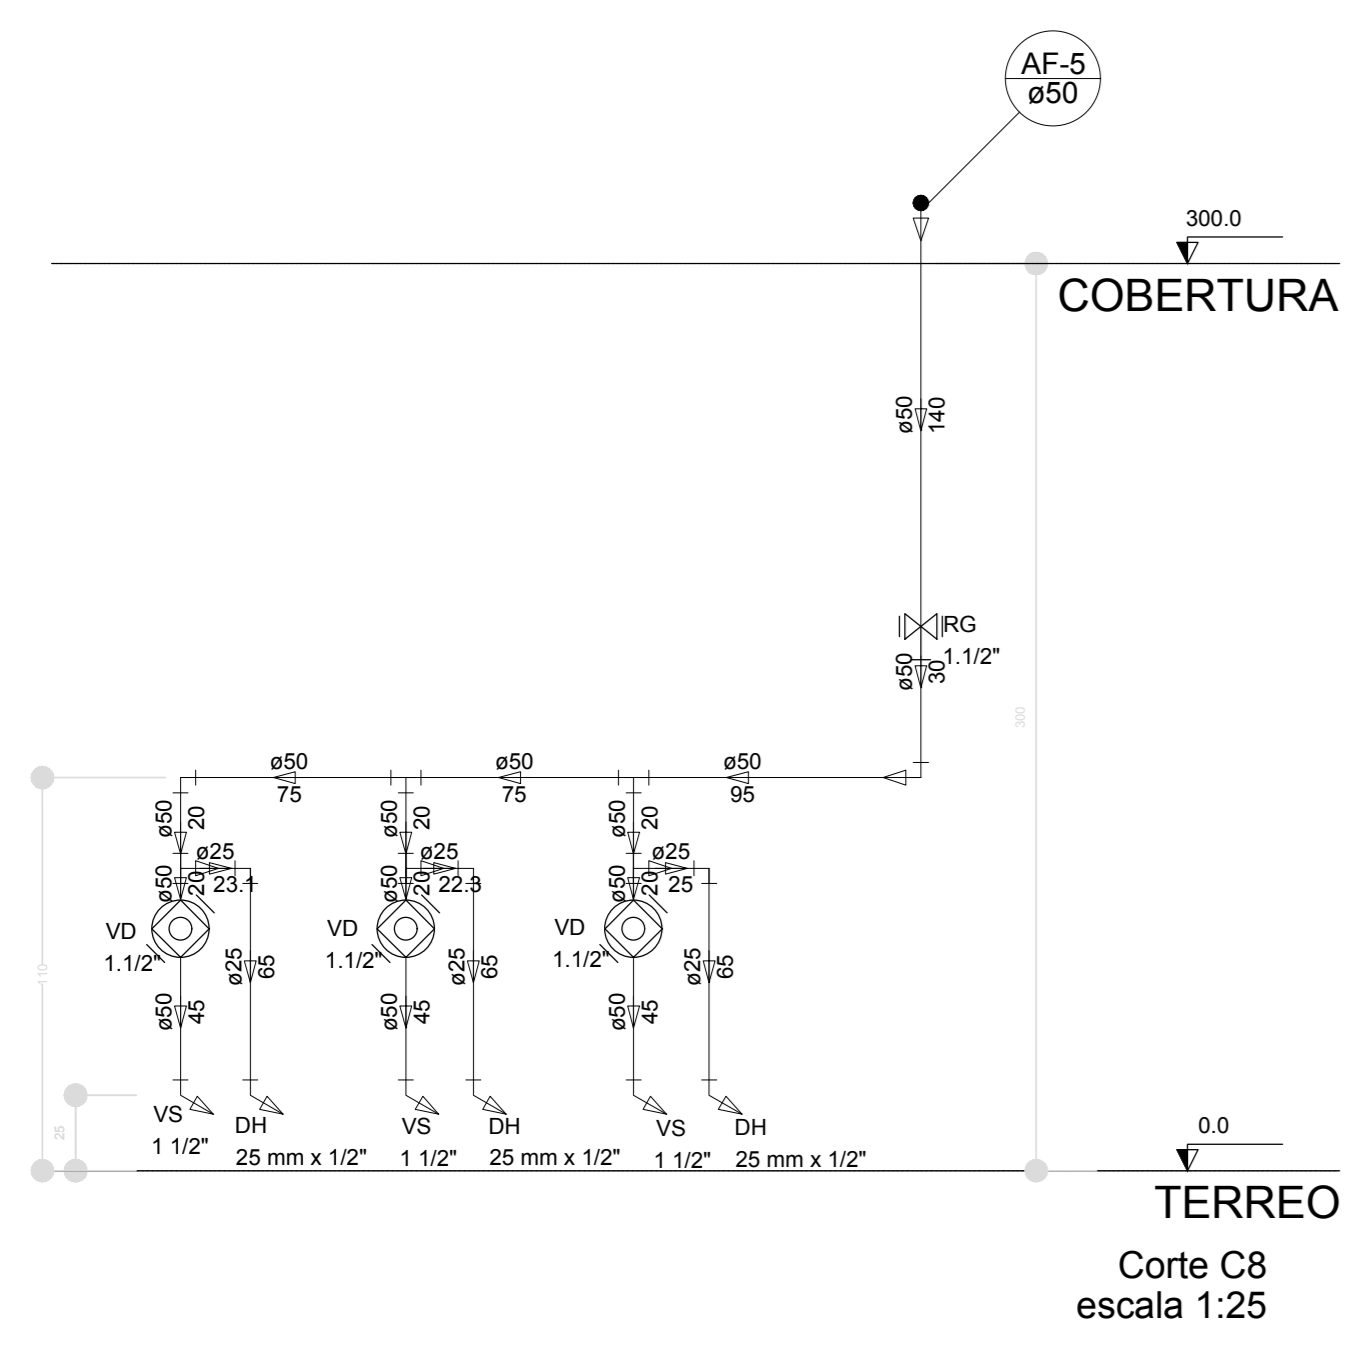 AF-5
ø50
300.0
COBERTURA
ø50
140
RG
1.1/2"
ø50
30
300
ø50
75
ø50
75
ø50
95
ø50
20
ø50
20
ø50
20
ø25
23.1
ø25
22.3
ø25
25
ø50
20
ø50
20
ø50
20
VD
1.1/2"
VD
1.1/2"
VD
1.1/2"
ø25
65
ø25
65
ø25
65
110
ø50
45
ø50
45
ø50
45
25
VS
1 1/2"
DH
25 mm x 1/2"
VS
1 1/2"
DH
25 mm x 1/2"
VS
1 1/2"
DH
25 mm x 1/2"
0.0
TERREO
Corte C8
escala 1:25